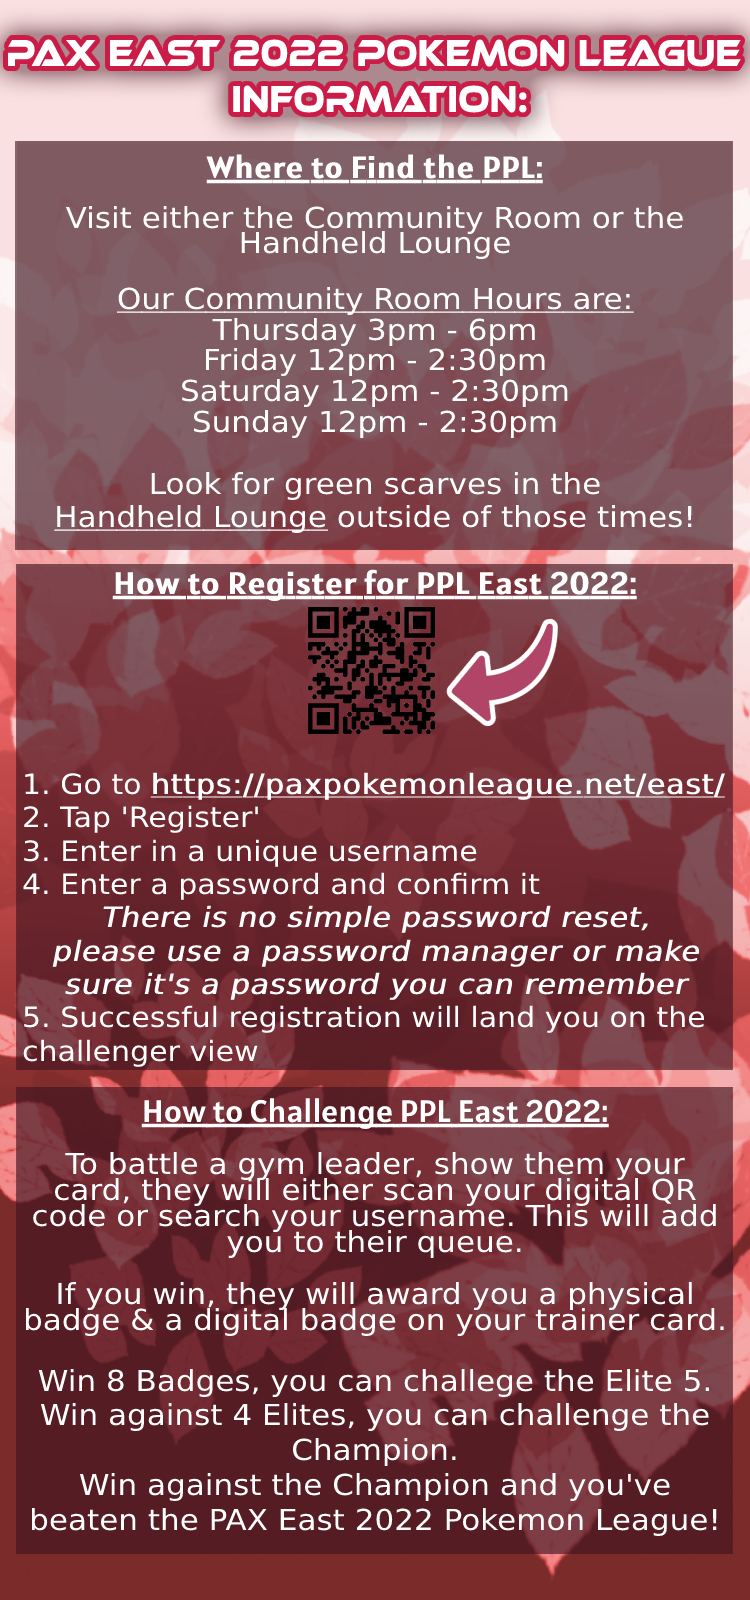 PAX EAST 2022 POKEMON LEAGUE
INFORMATION:
Where to Find the PPL:
Visit either the Community Room or the
Handheld Lounge
Our Community Room Hours are:
Thursday 3pm - 6pm
Friday 12pm - 2:30pm
Saturday 12pm - 2:30pm
Sunday 12pm - 2:30pm
Look for green scarves in the
Handheld Lounge outside of those times!
How to Register for PPL East 2022:
1. Go to https://paxpokemonleague.net/east/
2. Tap 'Register'
3. Enter in a unique username
4. Enter a password and confirm it
There is no simple password reset,
please use a password manager or make
sure it's a password you can remember
5. Successful registration will land you on the
challenger view
How to Challenge PPL East 2022:
To battle a gym leader, show them your
card, they will either scan your digital QR
code or search your username. This will add
you to their queue.
If you win, they will award you a physical
badge & a digital badge on your trainer card.
Win 8 Badges, you can challege the Elite 5.
Win against 4 Elites, you can challenge the
Champion.
Win against the Champion and you've
beaten the PAX East 2022 Pokemon League!